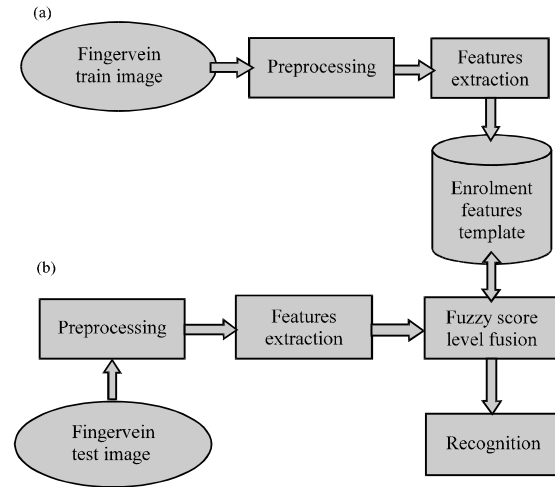 (a)
Fingervein
train image
Preprocessing
Features
extraction
Enrolment
features
template
(b)
Preprocessing
Features
extraction
Fuzzy score
level fusion
Fingervein
test image
Recognition